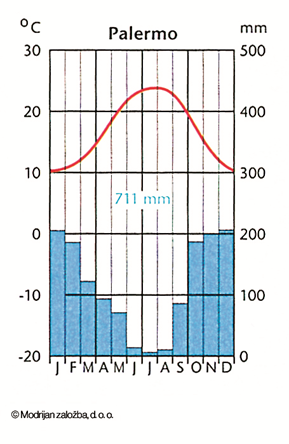 °C Palermo mm
30 500
20 400
10 300
711 mm
0 200
-10 100
-20 0
J F M A M J J A S O N D
© Modrijan založba, d. o. o.